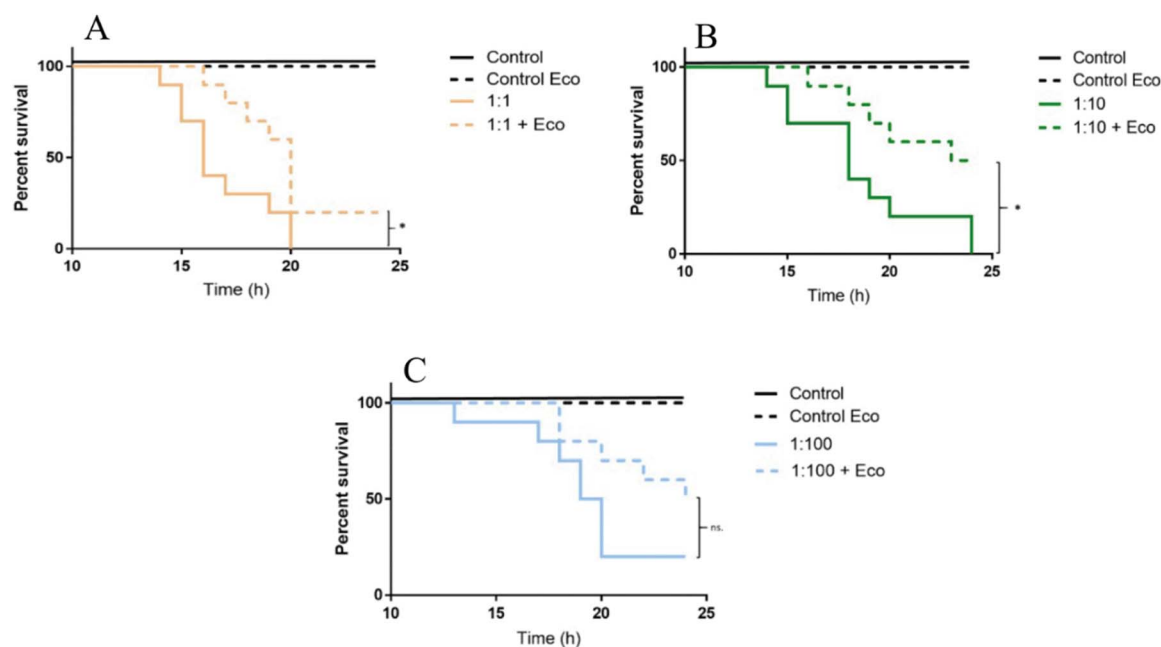 A
Control
Control Eco
1:1
1:1 + Eco
Percent survival
100
50
0
*
10 15 20 25
Time (h)
B
Control
Control Eco
1:10
1:10 + Eco
Percent survival
100
50
0
*
10 15 20 25
Time (h)
C
Control
Control Eco
1:100
1:100 + Eco
Percent survival
100
50
0
ns.
10 15 20 25
Time (h)